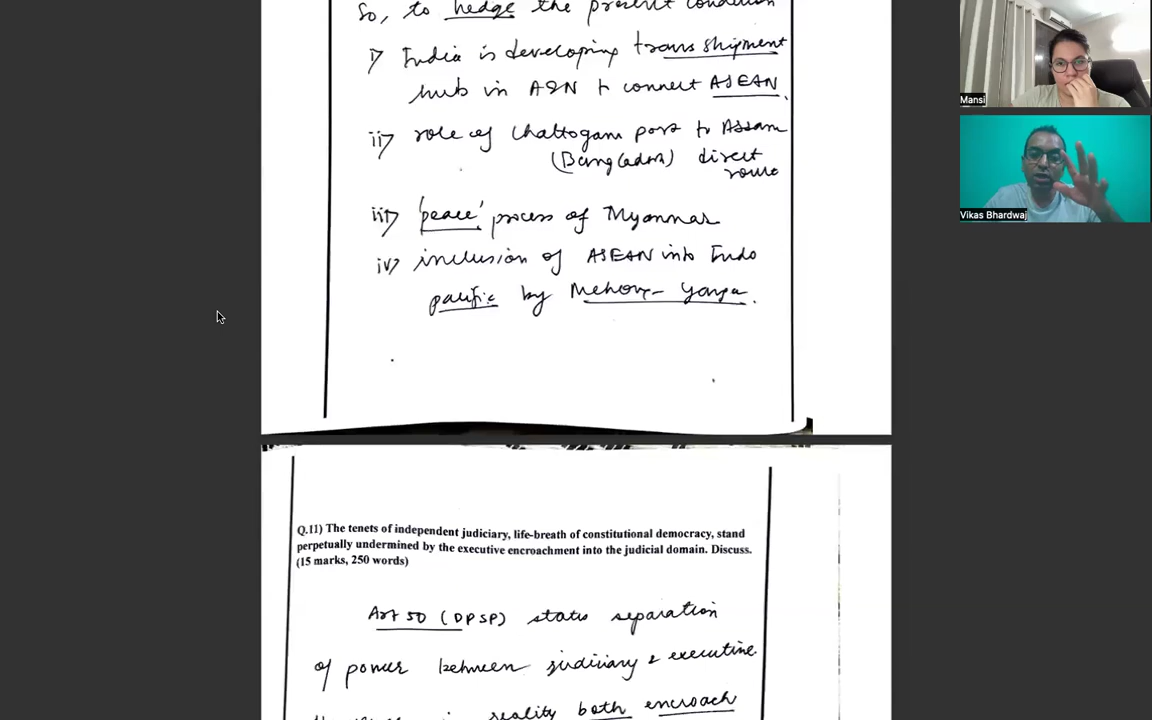 So, to hedge the present condition
i) India is developing trans shipment
hub in A&N to connect ASEAN.
ii) role of Chattogam port to Assam
(Bangladesh) direct
route
iii) 'peace' process of Myanmar
iv) inclusion of ASEAN into Indo
pacific by
Q.11) The tenets of independent judiciary, life-breath of constitutional democracy, stand
perpetually undermined by the executive encroachment into the judicial domain. Discuss.
(15 marks, 250 words)
Art 50 (DPSP) states separation
of power between judiciary & executive
in reality both encroach
Mansi
Vikas Bhardwaj